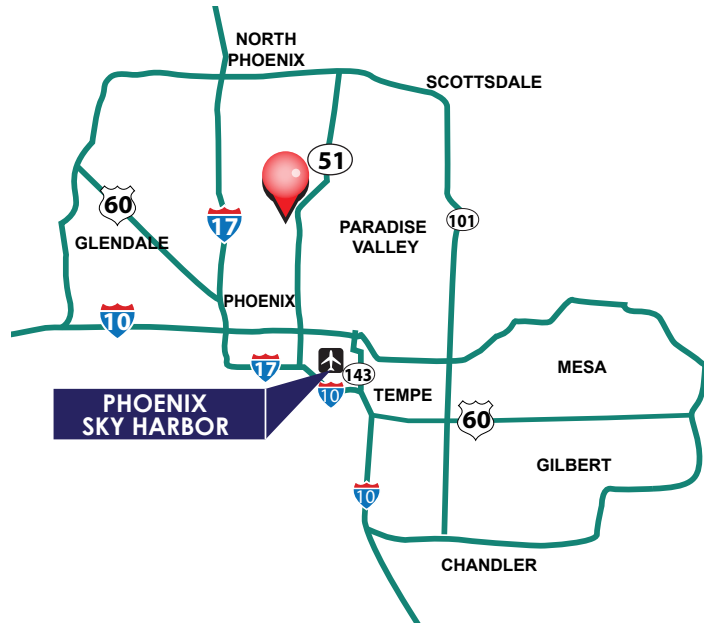 NORTH
PHOENIX
SCOTTSDALE
51
60
17
101
GLENDALE
PARADISE
VALLEY
PHOENIX
10
17
143
MESA
10
TEMPE
PHOENIX
SKY HARBOR
60
GILBERT
10
CHANDLER